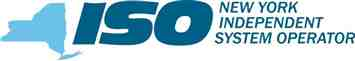 ISO
NEW YORK
INDEPENDENT
SYSTEM OPERATOR